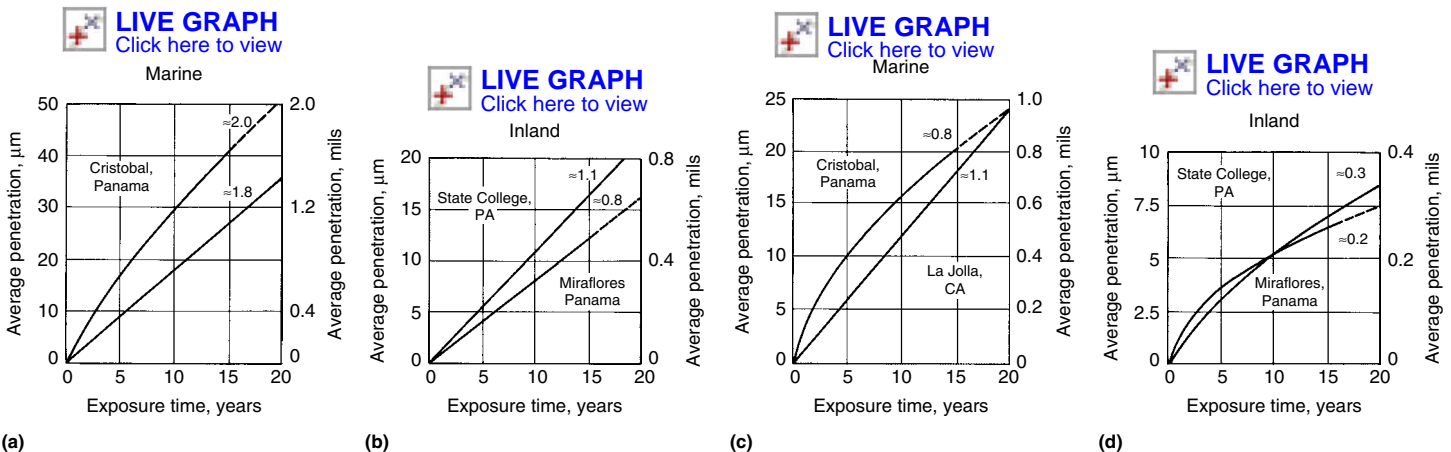 LIVE GRAPH
Click here to view
Marine
Average penetration, μm
50
40
30
20
10
0
2.0
1.2
0.4
0
Average penetration, mils
≈2.0
Cristobal,
Panama
≈1.8
0 5 10 15 20
Exposure time, years
(a)
LIVE GRAPH
Click here to view
Inland
Average penetration, μm
20
15
10
5
0
0.8
0.4
0
Average penetration, mils
≈1.1
State College,
PA
≈0.8
Miraflores
Panama
0 5 10 15 20
Exposure time, years
(b)
LIVE GRAPH
Click here to view
Marine
Average penetration, μm
25
20
15
10
5
0
1.0
0.8
0.6
0.4
0.2
0
Average penetration, mils
≈0.8
Cristobal,
Panama
≈1.1
La Jolla,
CA
0 5 10 15 20
Exposure time, years
(c)
LIVE GRAPH
Click here to view
Inland
Average penetration, μm
10
7.5
5
2.5
0
0.4
0.2
0
Average penetration, mils
State College,
PA
≈0.3
≈0.2
Miraflores,
Panama
0 5 10 15 20
Exposure time, years
(d)